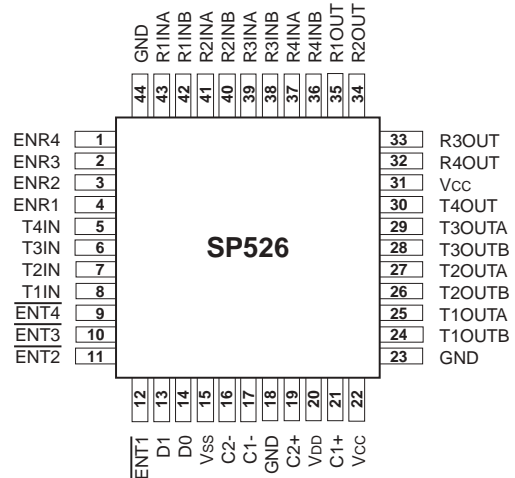 GND
R1INA
R1INB
R2INA
R2INB
R3INA
R3INB
R4INA
R4INB
R1OUT
R2OUT
44
43
42
41
40
39
38
37
36
35
34
ENR4 1
ENR3 2
ENR2 3
ENR1 4
T4IN 5
T3IN 6
T2IN 7
T1IN 8
ENT4 9
ENT3 10
ENT2 11
SP526
33 R3OUT
32 R4OUT
31 VCC
30 T4OUT
29 T3OUTA
28 T3OUTB
27 T2OUTA
26 T2OUTB
25 T1OUTA
24 T1OUTB
23 GND
12
13
14
15
16
17
18
19
20
21
22
ENT1
D1
D0
VSS
C2-
C1-
GND
C2+
VDD
C1+
VCC